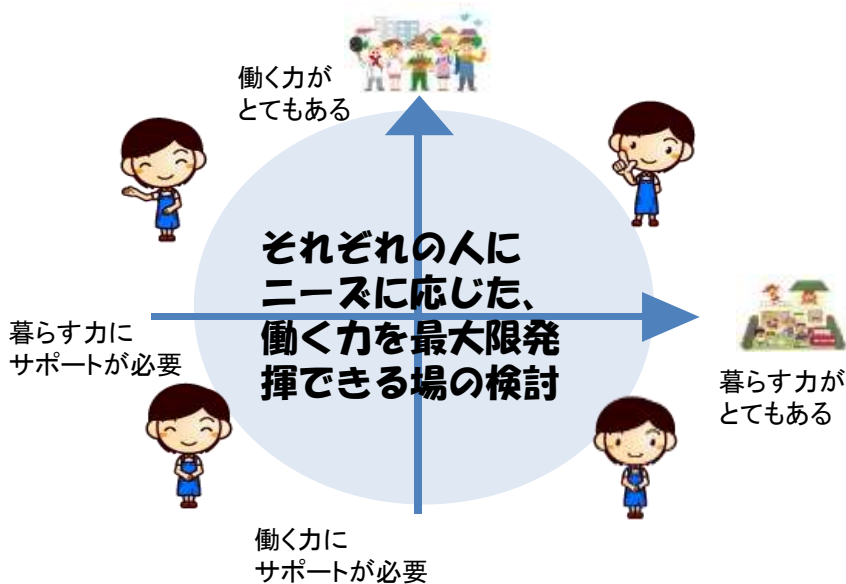 働く力が
とてもある
それぞれの人に
ニーズに応じた、
働く力を最大限発
揮できる場の検討
暮らす力に
サポートが必要
暮らす力が
とてもある
働く力に
サポートが必要